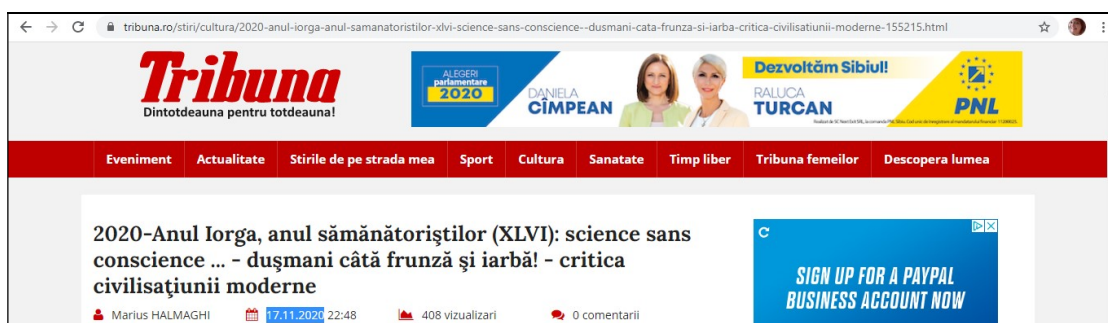 tribuna.ro/stiri/cultura/2020-anul-iorga-anul-samanatoristilor-xlvi-science-sans-conscience--dusmani-cata-frunza-si-iarba-critica-civilisatiunii-moderne-155215.html
Tribuna
Dintotdeauna pentru totdeauna!
ALEGERI
parlamentare
2020
DANIELA
CÎMPEAN
Dezvoltăm Sibiul!
RALUCA
TURCAN
PNL
Eveniment Actualitate Stirile de pe strada mea Sport Cultura Sanatate Timp liber Tribuna femeilor Descopera lumea
2020-Anul Iorga, anul sămănătoriştilor (XLVI): science sans
conscience ... - duşmani câtă frunză şi iarbă! - critica
civilisaţiunii moderne
Marius HALMAGHI 17.11.2020 22:48 408 vizualizari 0 comentarii
SIGN UP FOR A PAYPAL
BUSINESS ACCOUNT NOW